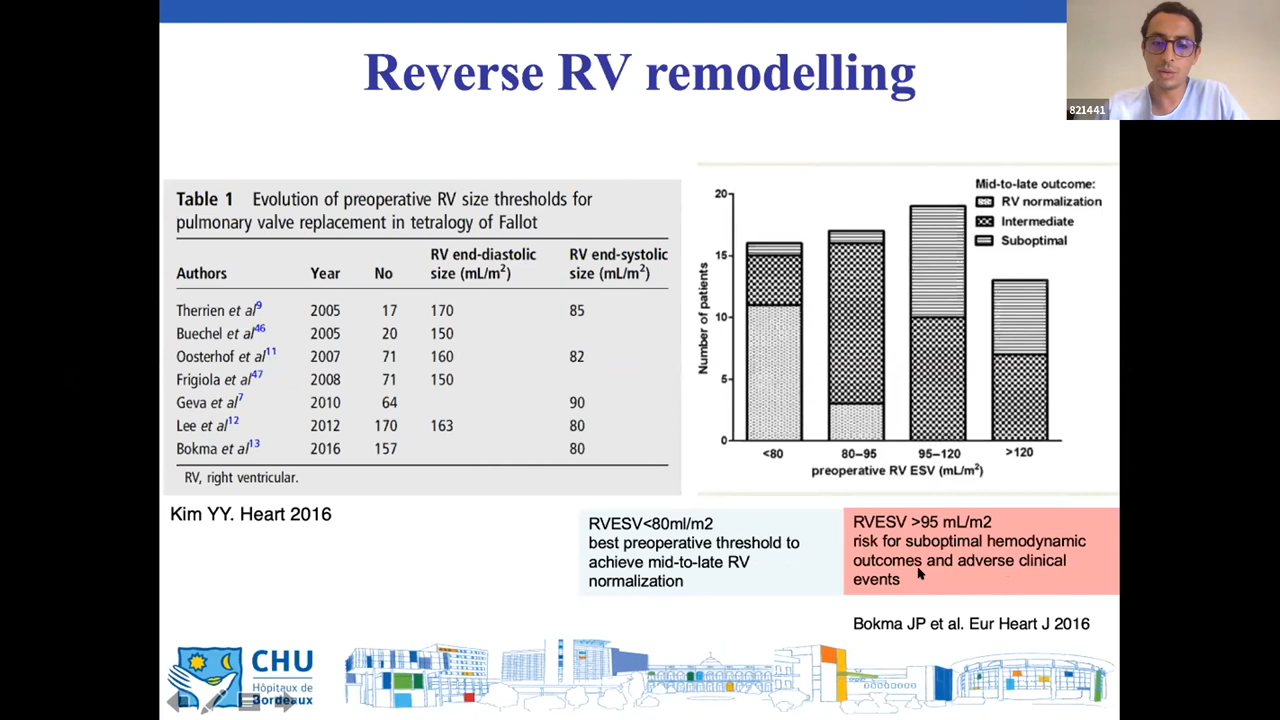 Reverse RV remodelling
821441
Table 1 Evolution of preoperative RV size thresholds for
pulmonary valve replacement in tetralogy of Fallot
Authors Year No RV end-diastolic size (mL/m²) RV end-systolic size (mL/m²)
Therrien et al9 2005 17 170 85
Buechel et al46 2005 20 150
Oosterhof et al11 2007 71 160 82
Frigiola et al47 2008 71 150
Geva et al7 2010 64 90
Lee et al12 2012 170 163 80
Bokma et al13 2016 157 80
RV, right ventricular.
Kim YY. Heart 2016
Mid-to-late outcome:
RV normalization
Intermediate
Suboptimal
Number of patients
20
15
10
5
0
<80 80–95 95–120 >120
preoperative RV ESV (mL/m²)
RVESV<80ml/m2
best preoperative threshold to
achieve mid-to-late RV
normalization
RVESV >95 mL/m2
risk for suboptimal hemodynamic
outcomes and adverse clinical
events
Bokma JP et al. Eur Heart J 2016
CHU
Hôpitaux de
Bordeaux